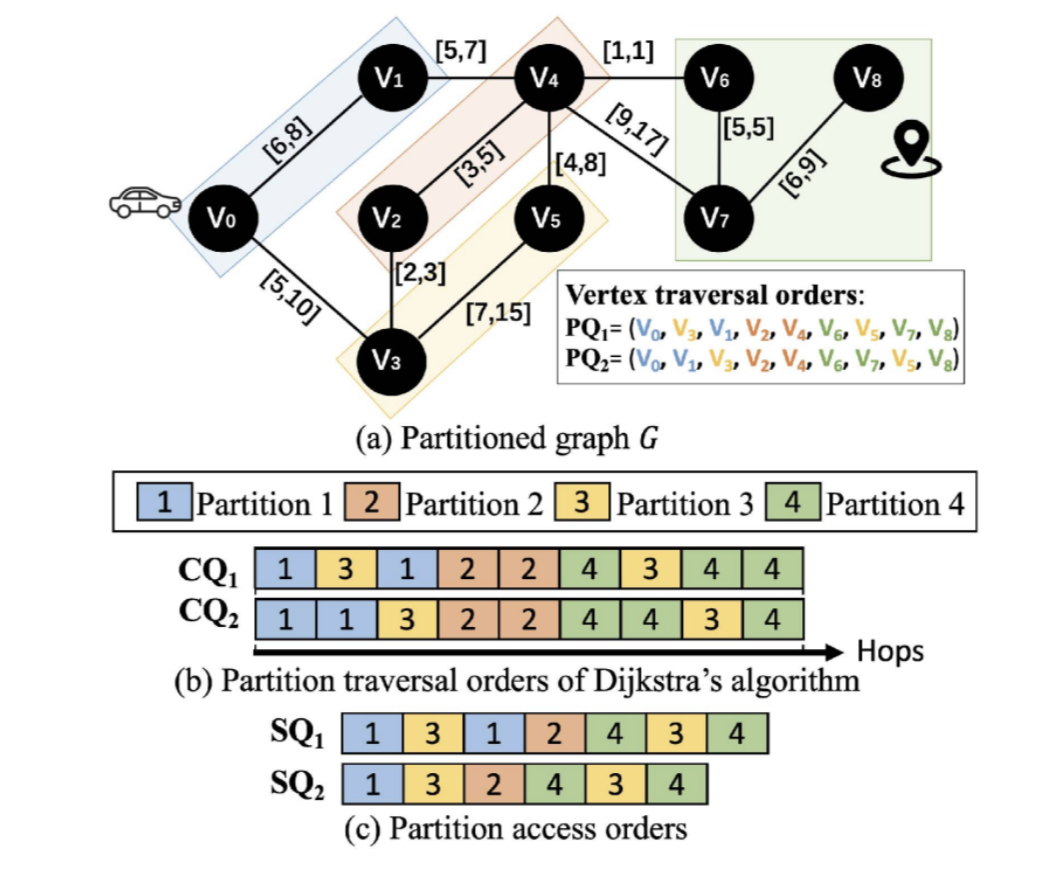 [5,7]
[1,1]
V1
V4
V6
V8
[6,8]
[3,5]
[9,17]
[5,5]
[4,8]
[6,9]
V0
V2
V5
V7
[5,10]
[2,3]
[7,15]
V3
Vertex traversal orders:
PQ1= (V0, V3, V1, V2, V4, V6, V5, V7, V8)
PQ2= (V0, V1, V3, V2, V4, V6, V7, V5, V8)
(a) Partitioned graph G
1 Partition 1 2 Partition 2 3 Partition 3 4 Partition 4
CQ1 1 3 1 2 2 4 3 4 4
CQ2 1 1 3 2 2 4 4 3 4
Hops
(b) Partition traversal orders of Dijkstra's algorithm
SQ1 1 3 1 2 4 3 4
SQ2 1 3 2 4 3 4
(c) Partition access orders